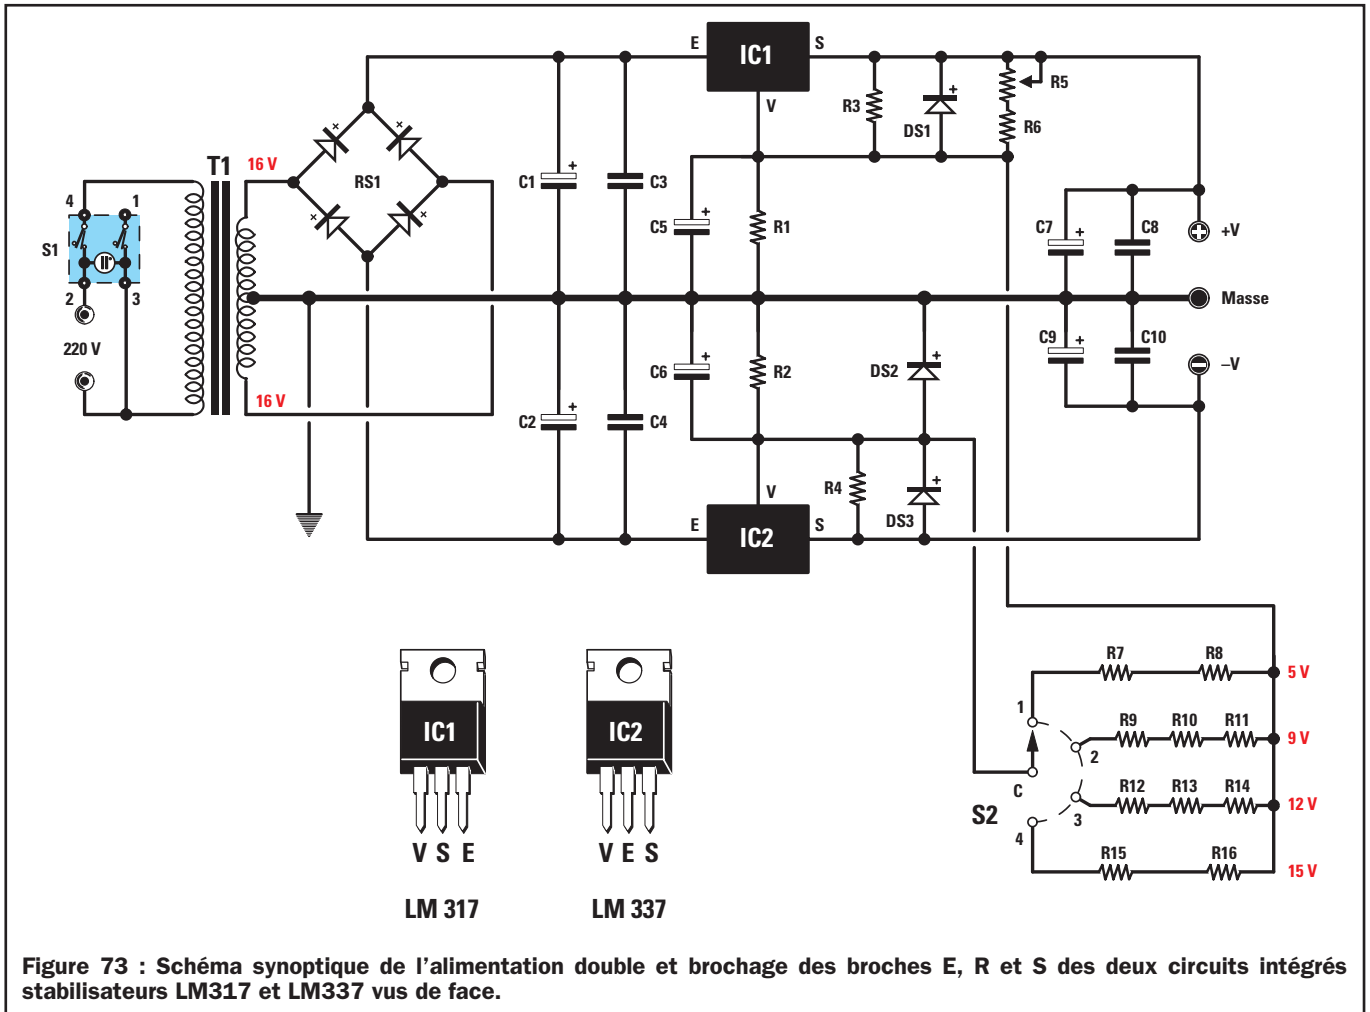 E
IC1
S
V
R3
DS1
+
R5
R6
T1
16 V
RS1
C1
+
C3
C5
+
R1
4
1
S1
2
3
220 V
C7
+
C8
+V
Masse
C9
+
C10
–V
16 V
C2
+
C4
C6
+
R2
DS2
+
V
R4
DS3
+
E
IC2
S
R7
R8
5 V
1
R9
R10
R11
9 V
2
C
R12
R13
R14
12 V
S2
3
4
R15
R16
15 V
IC1
IC2
V S E
V E S
LM 317
LM 337
Figure 73 : Schéma synoptique de l'alimentation double et brochage des broches E, R et S des deux circuits intégrés
stabilisateurs LM317 et LM337 vus de face.